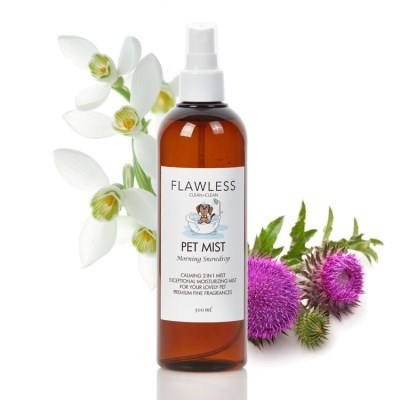 FLAWLESS
CLEAN+CLEAN
PET MIST
Morning Snowdrop
CALMING 2 IN 1 MIST
EXCEPTIONAL MOISTURIZING MIST
FOR YOUR LOVELY PET
PREMIUM FINE FRAGRANCES
300 ml